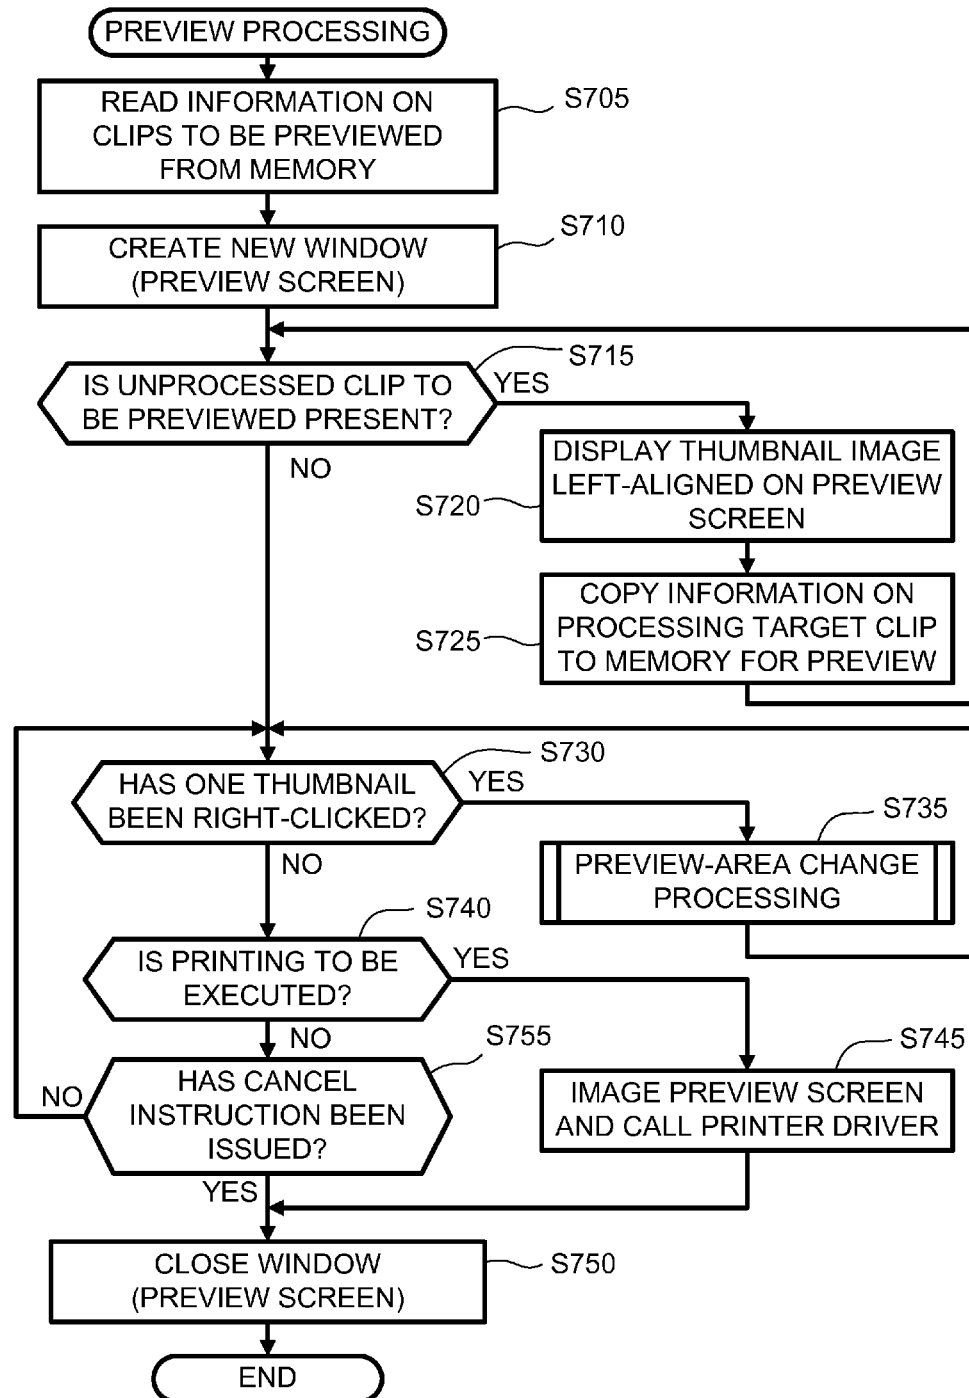 PREVIEW PROCESSING
READ INFORMATION ON
CLIPS TO BE PREVIEWED
FROM MEMORY
S705
CREATE NEW WINDOW
(PREVIEW SCREEN)
S710
IS UNPROCESSED CLIP TO
BE PREVIEWED PRESENT?
S715
YES
NO
DISPLAY THUMBNAIL IMAGE
LEFT-ALIGNED ON PREVIEW
SCREEN
S720
COPY INFORMATION ON
PROCESSING TARGET CLIP
TO MEMORY FOR PREVIEW
S725
HAS ONE THUMBNAIL
BEEN RIGHT-CLICKED?
S730
YES
NO
PREVIEW-AREA CHANGE
PROCESSING
S735
IS PRINTING TO BE
EXECUTED?
S740
YES
NO
IMAGE PREVIEW SCREEN
AND CALL PRINTER DRIVER
S745
HAS CANCEL
INSTRUCTION BEEN
ISSUED?
S755
NO
YES
CLOSE WINDOW
(PREVIEW SCREEN)
S750
END